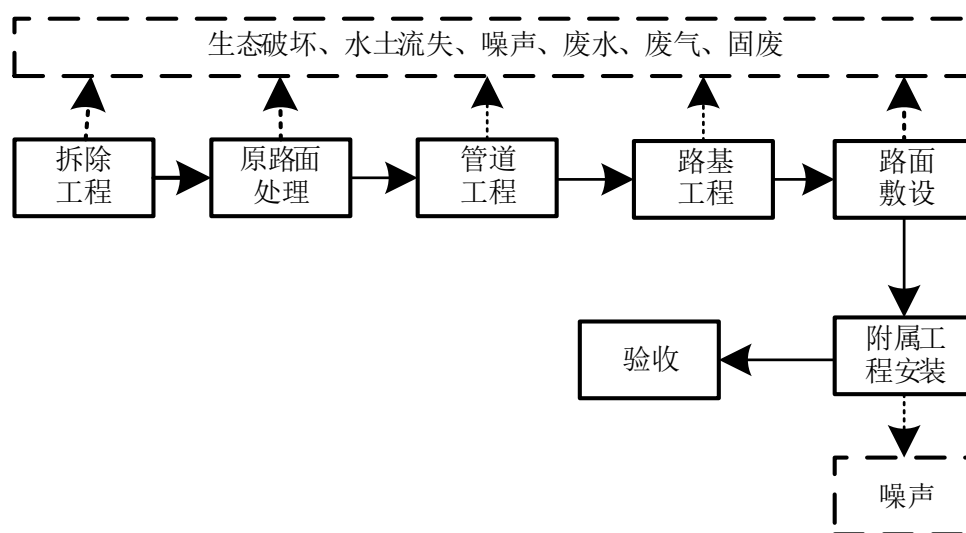 生态破坏、水土流失、噪声、废水、废气、固废
拆除
工程
原路面
处理
管道
工程
路基
工程
路面
敷设
附属工
程安装
验收
噪声